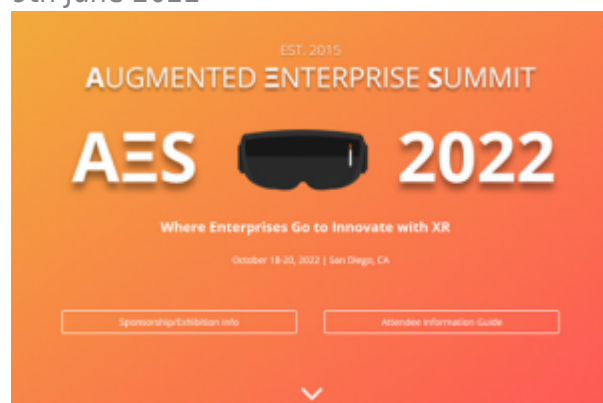 EST. 2015
AUGMENTED ΞNTERPRISE SUMMIT
AΞS 2022
Where Enterprises Go to Innovate with XR
October 18-20, 2022 | San Diego, CA
Sponsorship/Exhibition Info Attendee Information Guide